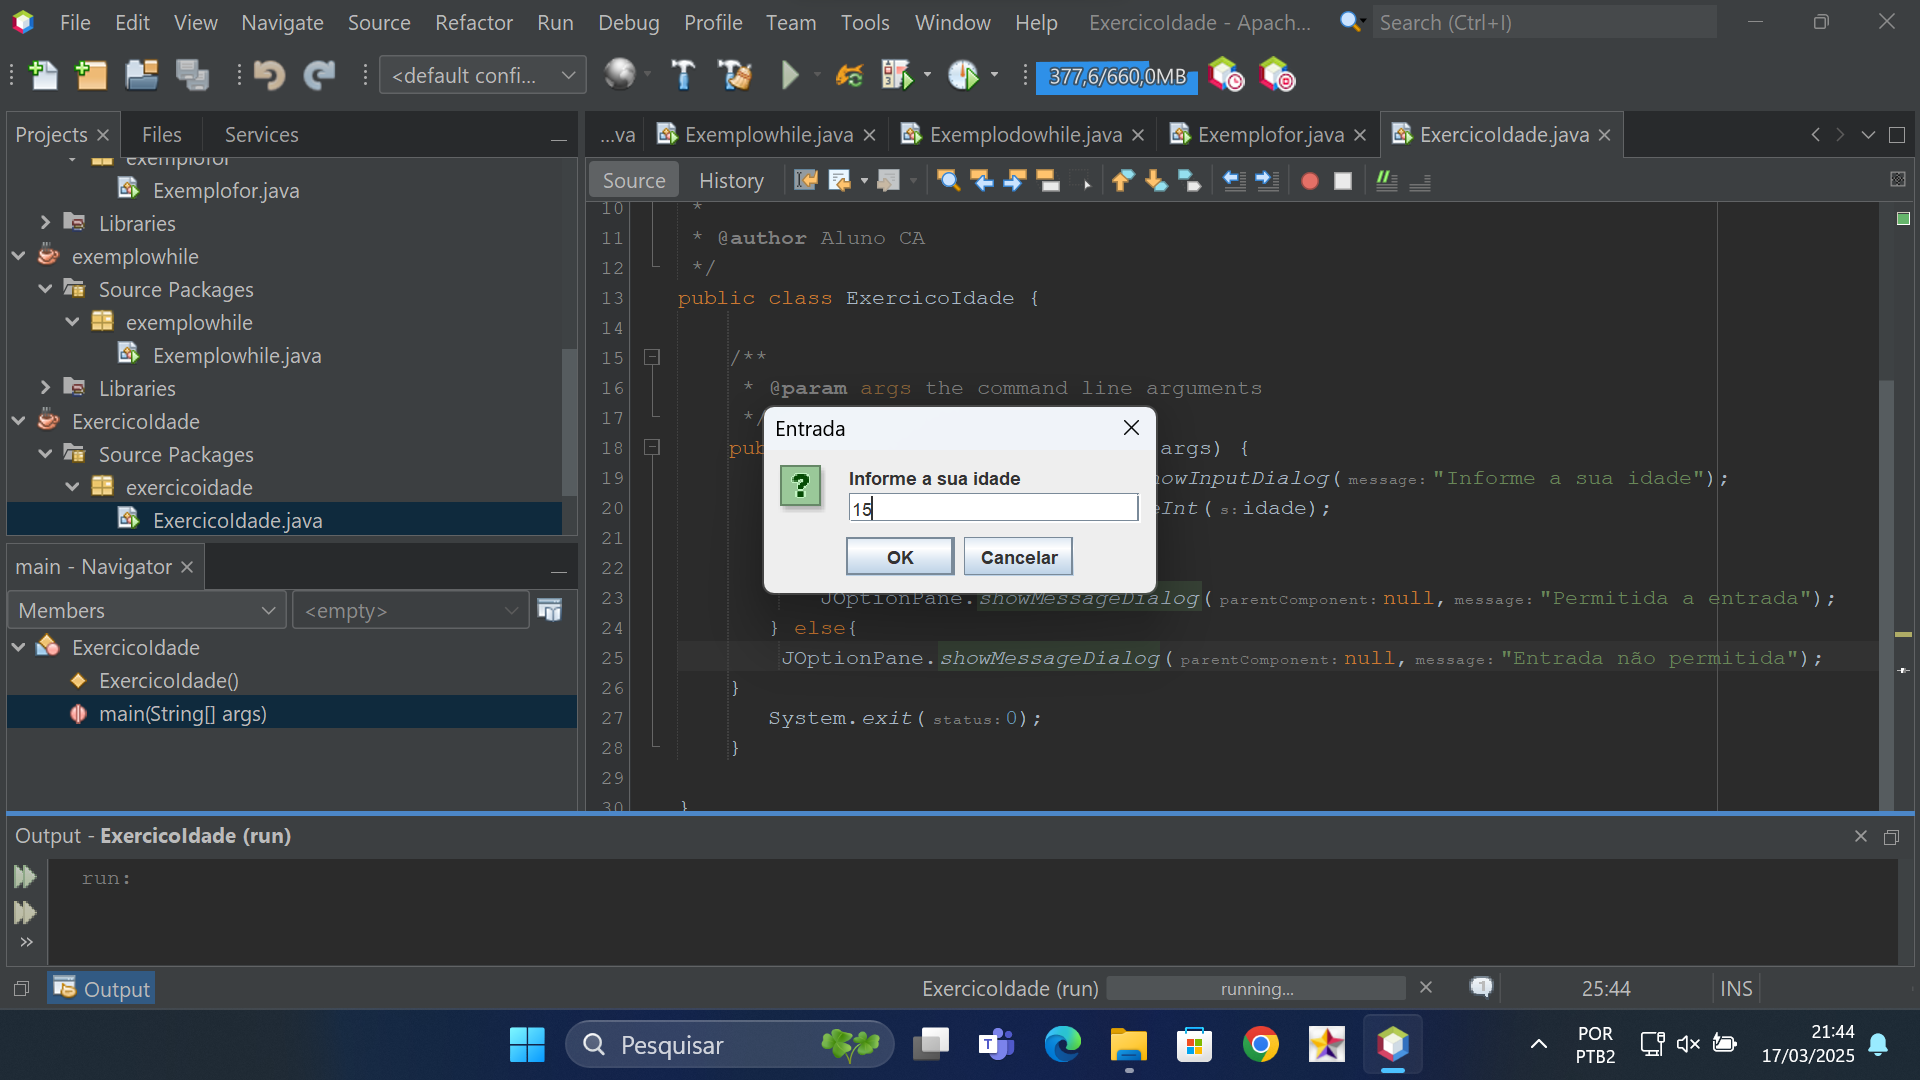 File Edit View Navigate Source Refactor Run Debug Profile Team Tools Window Help ExercicoIdade - Apach... Search (Ctrl+I)
<default confi... 377,6/660,0MB
Projects Files Services
...va Exemplowhile.java Exemplodowhile.java Exemplofor.java ExercicoIdade.java
Source History
exemplofor
Exemplofor.java
Libraries
exemplowhile
Source Packages
exemplowhile
Exemplowhile.java
Libraries
ExercicoIdade
Source Packages
exercicoidade
ExercicoIdade.java
main - Navigator
Members <empty>
ExercicoIdade
ExercicoIdade()
main(String[] args)
10 *
11 * @author Aluno CA
12 */
13 public class ExercicoIdade {
14
15 /**
16 * @param args the command line arguments
17 */
18 pub args) {
19 owInputDialog( message: "Informe a sua idade");
20 Int( s: idade);
21
22
23 JOptionPane.showMessageDialog( parentComponent: null, message: "Permitida a entrada");
24 } else{
25 JOptionPane.showMessageDialog( parentComponent: null, message: "Entrada não permitida");
26 }
27 System.exit( status: 0);
28 }
29
30 }
Entrada
?
Informe a sua idade
15
OK Cancelar
Output - ExercicoIdade (run)
run:
Output ExercicoIdade (run) running... 1 25:44 INS
Pesquisar
POR
PTB2
21:44
17/03/2025